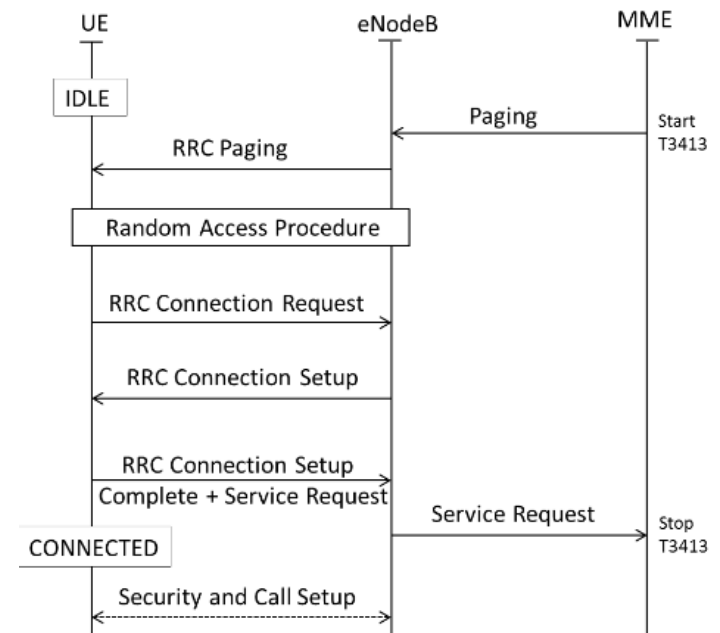 UE
eNodeB
MME
IDLE
Paging
Start
T3413
RRC Paging
Random Access Procedure
RRC Connection Request
RRC Connection Setup
RRC Connection Setup
Complete + Service Request
Service Request
Stop
T3413
CONNECTED
Security and Call Setup